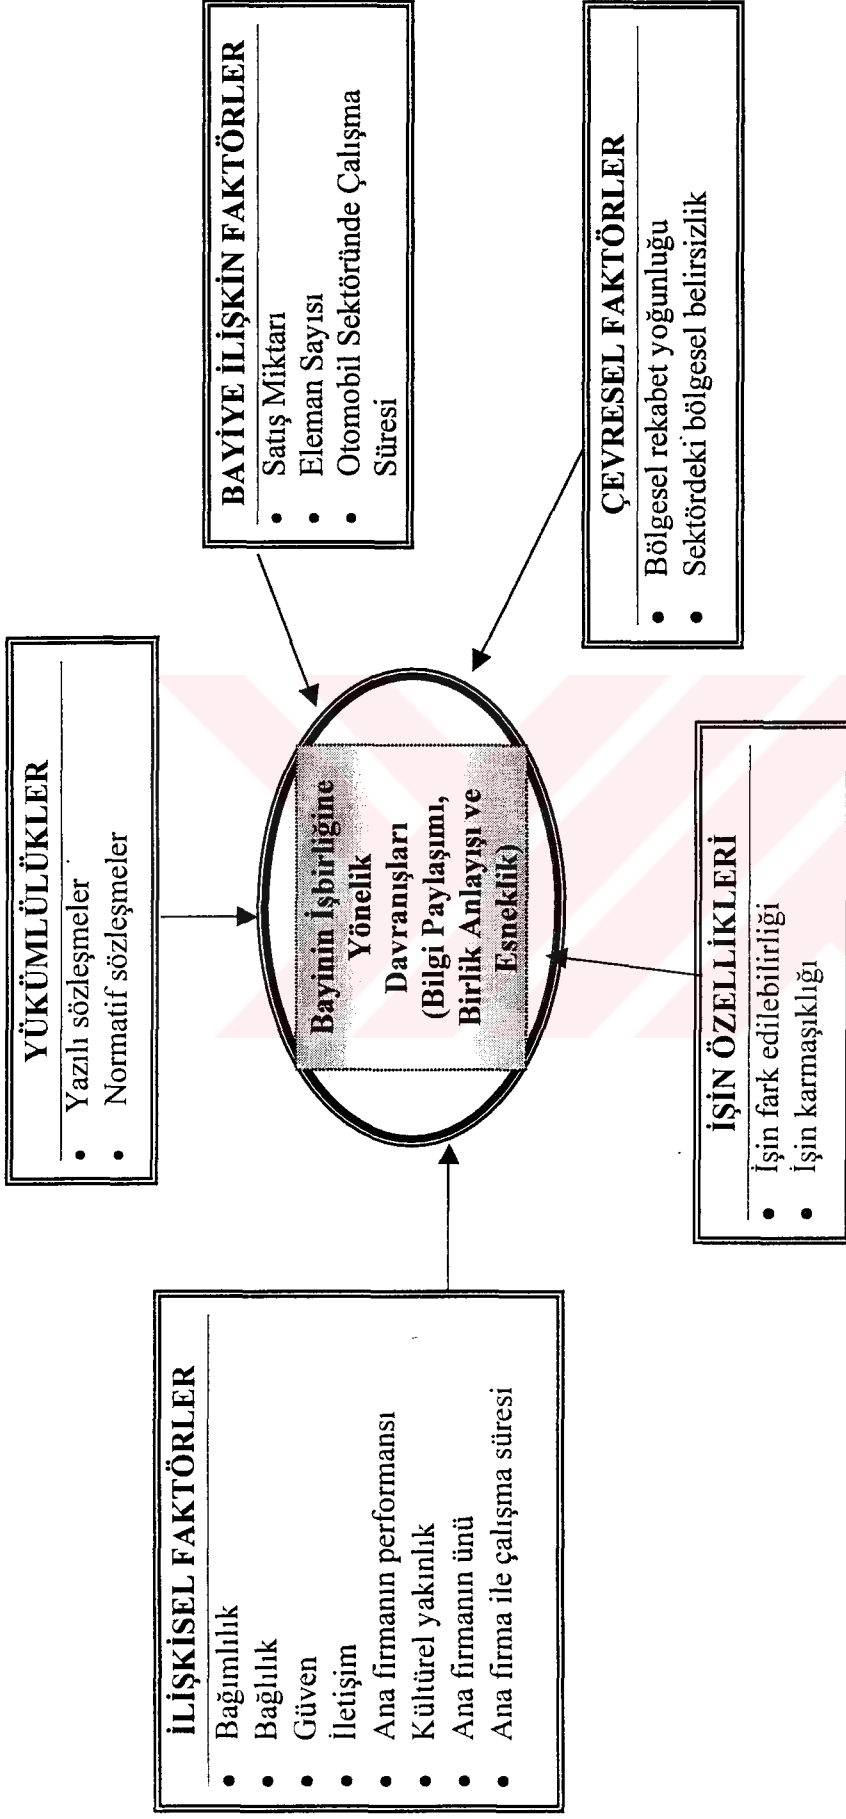 YÜKÜMLÜLÜKLER
• Yazılı sözleşmeler
• Normatif sözleşmeler
İLİŞKİSEL FAKTÖRLER
• Bağımlılık
• Bağlılık
• Güven
• İletişim
• Ana firmanın performansı
• Kültürel yakınlık
• Ana firmanın ünü
• Ana firma ile çalışma süresi
Bayinin İşbirliğine
Yönelik
Davranışları
(Bilgi Paylaşımı,
Birlik Anlayışı ve
Esneklik)
BAYİYE İLİŞKİN FAKTÖRLER
• Satış Miktarı
• Eleman Sayısı
• Otomobil Sektöründe Çalışma
Süresi
ÇEVRESEL FAKTÖRLER
• Bölgesel rekabet yoğunluğu
• Sektördeki bölgesel belirsizlik
İŞİN ÖZELLİKLERİ
• İşin fark edilebilirliği
• İşin karmaşıklığı